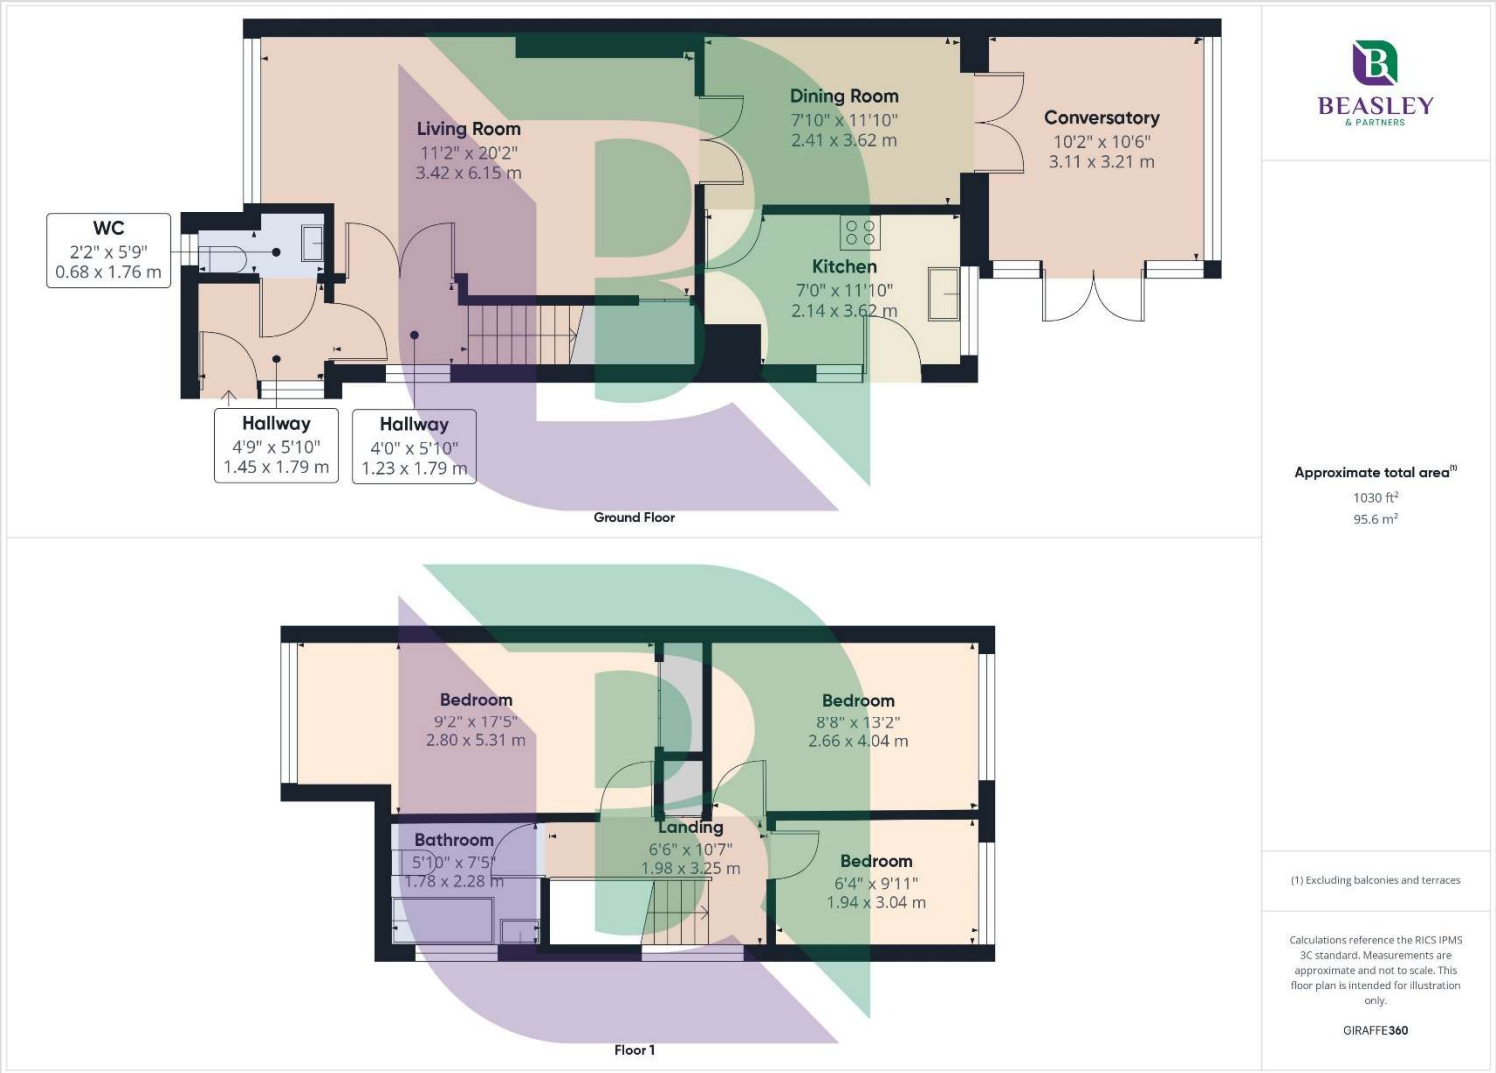 Living Room
11'2" x 20'2"
3.42 x 6.15 m
Dining Room
7'10" x 11'10"
2.41 x 3.62 m
Conversatory
10'2" x 10'6"
3.11 x 3.21 m
WC
2'2" x 5'9"
0.68 x 1.76 m
Kitchen
7'0" x 11'10"
2.14 x 3.62 m
Hallway
4'9" x 5'10"
1.45 x 1.79 m
Hallway
4'0" x 5'10"
1.23 x 1.79 m
Ground Floor
Bedroom
9'2" x 17'5"
2.80 x 5.31 m
Bedroom
8'8" x 13'2"
2.66 x 4.04 m
Bathroom
5'10" x 7'5"
1.78 x 2.28 m
Landing
6'6" x 10'7"
1.98 x 3.25 m
Bedroom
6'4" x 9'11"
1.94 x 3.04 m
Floor 1
B
BEASLEY
& PARTNERS
Approximate total area(1)
1030 ft²
95.6 m²
(1) Excluding balconies and terraces
Calculations reference the RICS IPMS
3C standard. Measurements are
approximate and not to scale. This
floor plan is intended for illustration
only.
GIRAFFE360